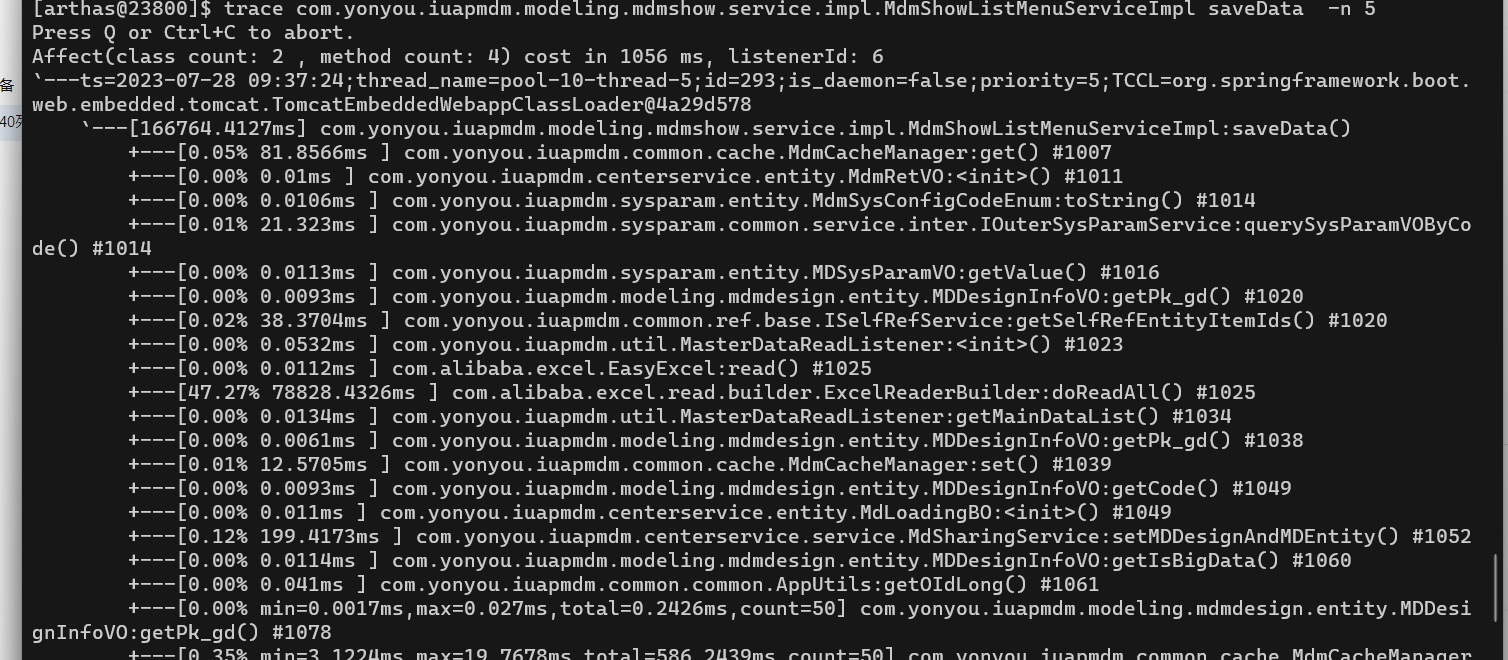 [arthas@23800]$ trace com.yonyou.iuapmdm.modeling.mdmshow.service.impl.MdmShowListMenuServiceImpl saveData  -n 5
Press Q or Ctrl+C to abort.
Affect(class count: 2 , method count: 4) cost in 1056 ms, listenerId: 6
备
`---ts=2023-07-28 09:37:24;thread_name=pool-10-thread-5;id=293;is_daemon=false;priority=5;TCCL=org.springframework.boot.
web.embedded.tomcat.TomcatEmbeddedWebappClassLoader@4a29d578
40
`---[166764.4127ms] com.yonyou.iuapmdm.modeling.mdmshow.service.impl.MdmShowListMenuServiceImpl:saveData()
+---[0.05% 81.8566ms ] com.yonyou.iuapmdm.common.cache.MdmCacheManager:get() #1007
+---[0.00% 0.01ms ] com.yonyou.iuapmdm.centerservice.entity.MdmRetVO:<init>() #1011
+---[0.00% 0.0106ms ] com.yonyou.iuapmdm.sysparam.entity.MdmSysConfigCodeEnum:toString() #1014
+---[0.01% 21.323ms ] com.yonyou.iuapmdm.sysparam.common.service.inter.IOuterSysParamService:querySysParamVOByCo
de() #1014
+---[0.00% 0.0113ms ] com.yonyou.iuapmdm.sysparam.entity.MDSysParamVO:getValue() #1016
+---[0.00% 0.0093ms ] com.yonyou.iuapmdm.modeling.mdmdesign.entity.MDDesignInfoVO:getPk_gd() #1020
+---[0.02% 38.3704ms ] com.yonyou.iuapmdm.common.ref.base.ISelfRefService:getSelfRefEntityItemIds() #1020
+---[0.00% 0.0532ms ] com.yonyou.iuapmdm.util.MasterDataReadListener:<init>() #1023
+---[0.00% 0.0112ms ] com.alibaba.excel.EasyExcel:read() #1025
+---[47.27% 78828.4326ms ] com.alibaba.excel.read.builder.ExcelReaderBuilder:doReadAll() #1025
+---[0.00% 0.0134ms ] com.yonyou.iuapmdm.util.MasterDataReadListener:getMainDataList() #1034
+---[0.00% 0.0061ms ] com.yonyou.iuapmdm.modeling.mdmdesign.entity.MDDesignInfoVO:getPk_gd() #1038
+---[0.01% 12.5705ms ] com.yonyou.iuapmdm.common.cache.MdmCacheManager:set() #1039
+---[0.00% 0.0093ms ] com.yonyou.iuapmdm.modeling.mdmdesign.entity.MDDesignInfoVO:getCode() #1049
+---[0.00% 0.011ms ] com.yonyou.iuapmdm.centerservice.entity.MdLoadingBO:<init>() #1049
+---[0.12% 199.4173ms ] com.yonyou.iuapmdm.centerservice.service.MdSharingService:setMDDesignAndMDEntity() #1052
+---[0.00% 0.0114ms ] com.yonyou.iuapmdm.modeling.mdmdesign.entity.MDDesignInfoVO:getIsBigData() #1060
+---[0.00% 0.041ms ] com.yonyou.iuapmdm.common.common.AppUtils:getOIdLong() #1061
+---[0.00% min=0.0017ms,max=0.027ms,total=0.2426ms,count=50] com.yonyou.iuapmdm.modeling.mdmdesign.entity.MDDesi
gnInfoVO:getPk_gd() #1078
+---[0.35% min=3.1224ms,max=19.7678ms,total=586.2439ms,count=50] com.yonyou.iuapmdm.common.cache.MdmCacheManager